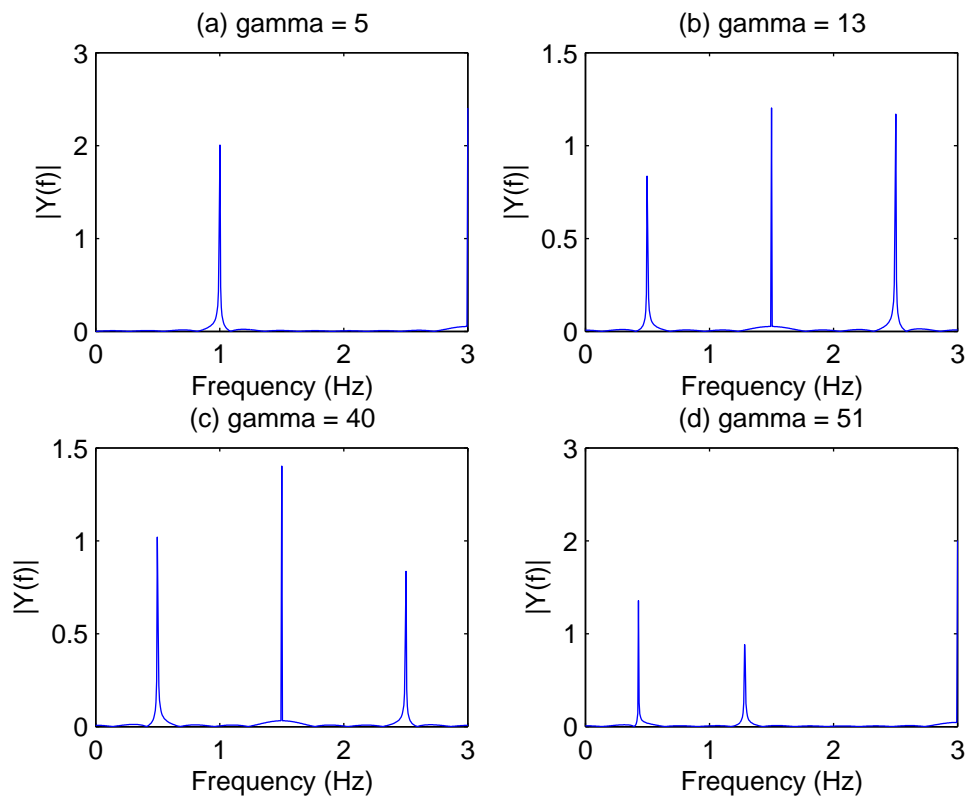 (a) gamma = 5
3
2
1
0
|Y(f)|
0 1 2 3
Frequency (Hz)
(b) gamma = 13
1.5
1
0.5
0
|Y(f)|
0 1 2 3
Frequency (Hz)
(c) gamma = 40
1.5
1
0.5
0
|Y(f)|
0 1 2 3
Frequency (Hz)
(d) gamma = 51
3
2
1
0
|Y(f)|
0 1 2 3
Frequency (Hz)